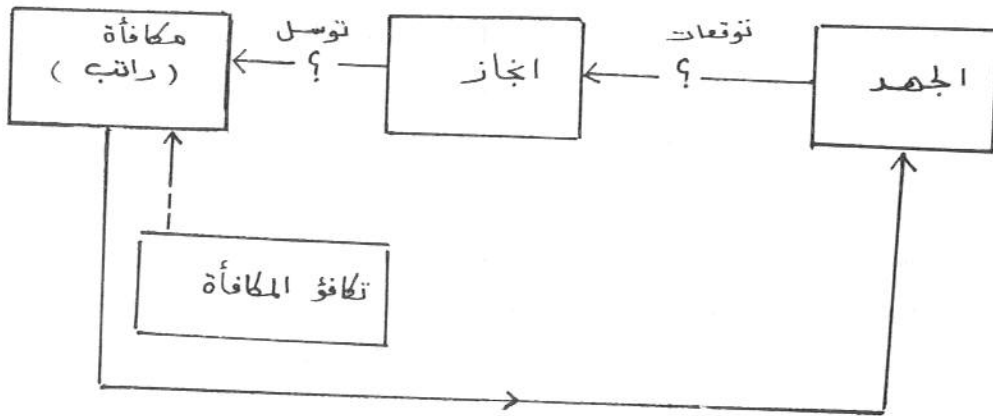 الجهد
توقعات
؟
انجاز
توسل
؟
مكافأة
(راتب)
تكافؤ المكافأة